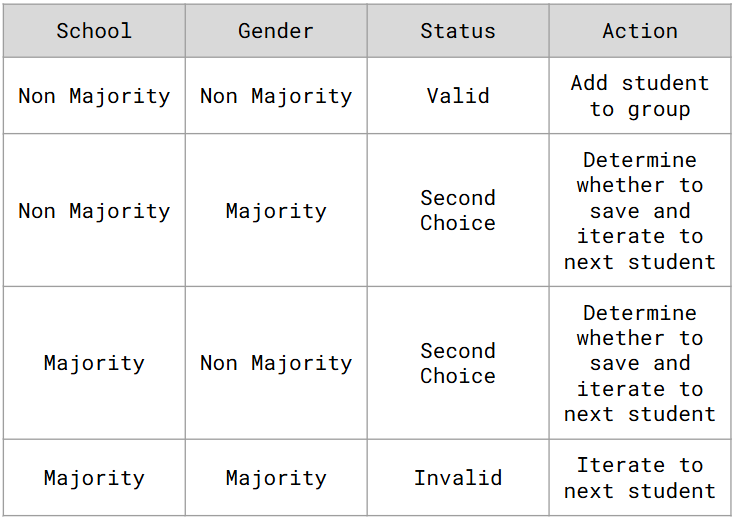 School Gender Status Action
Non Majority Non Majority Valid Add student
to group
Non Majority Majority Second
Choice Determine
whether to
save and
iterate to
next student
Majority Non Majority Second
Choice Determine
whether to
save and
iterate to
next student
Majority Majority Invalid Iterate to
next student